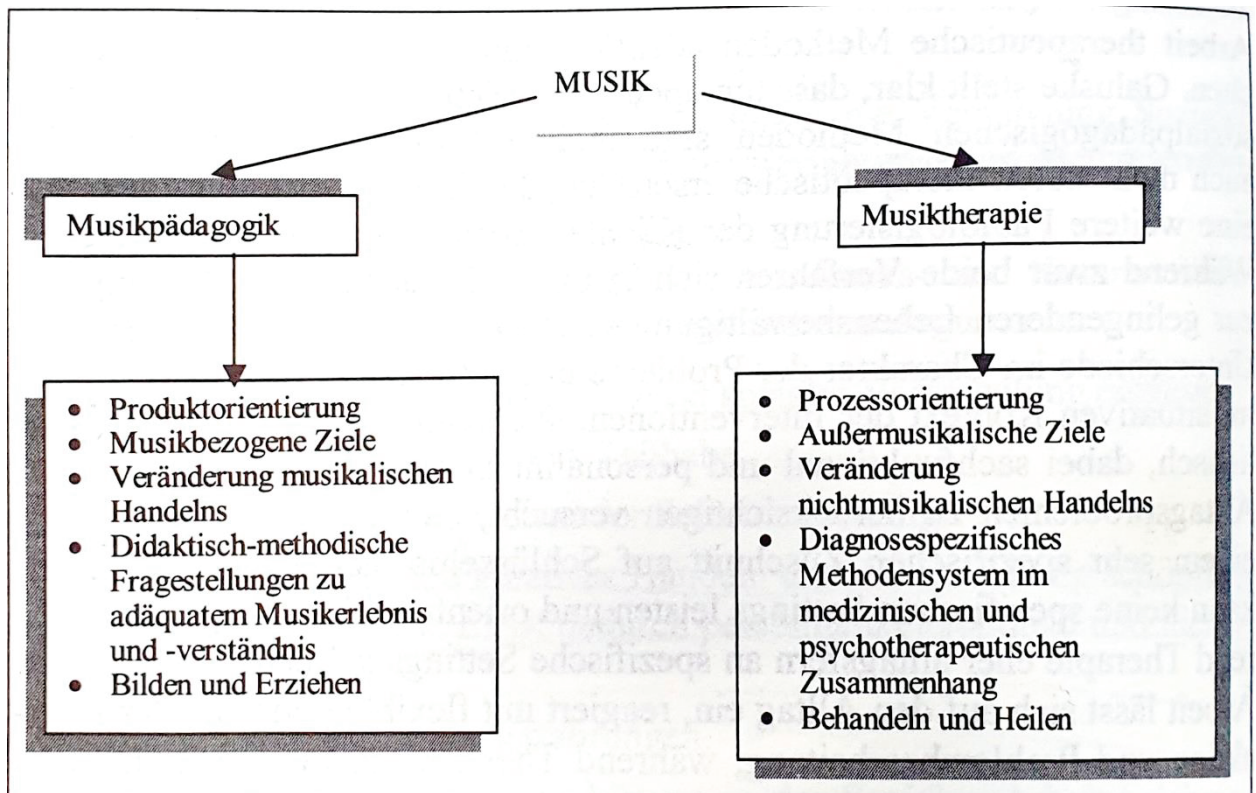 MUSIK
Musikpädagogik
Musiktherapie
• Produktorientierung
• Musikbezogene Ziele
• Veränderung musikalischen
Handelns
• Didaktisch-methodische
Fragestellungen zu
adäquatem Musikerlebnis
und -verständnis
• Bilden und Erziehen
• Prozessorientierung
• Außermusikalische Ziele
• Veränderung
nichtmusikalischen Handelns
• Diagnosespezifisches
Methodensystem im
medizinischen und
psychotherapeutischen
Zusammenhang
• Behandeln und Heilen